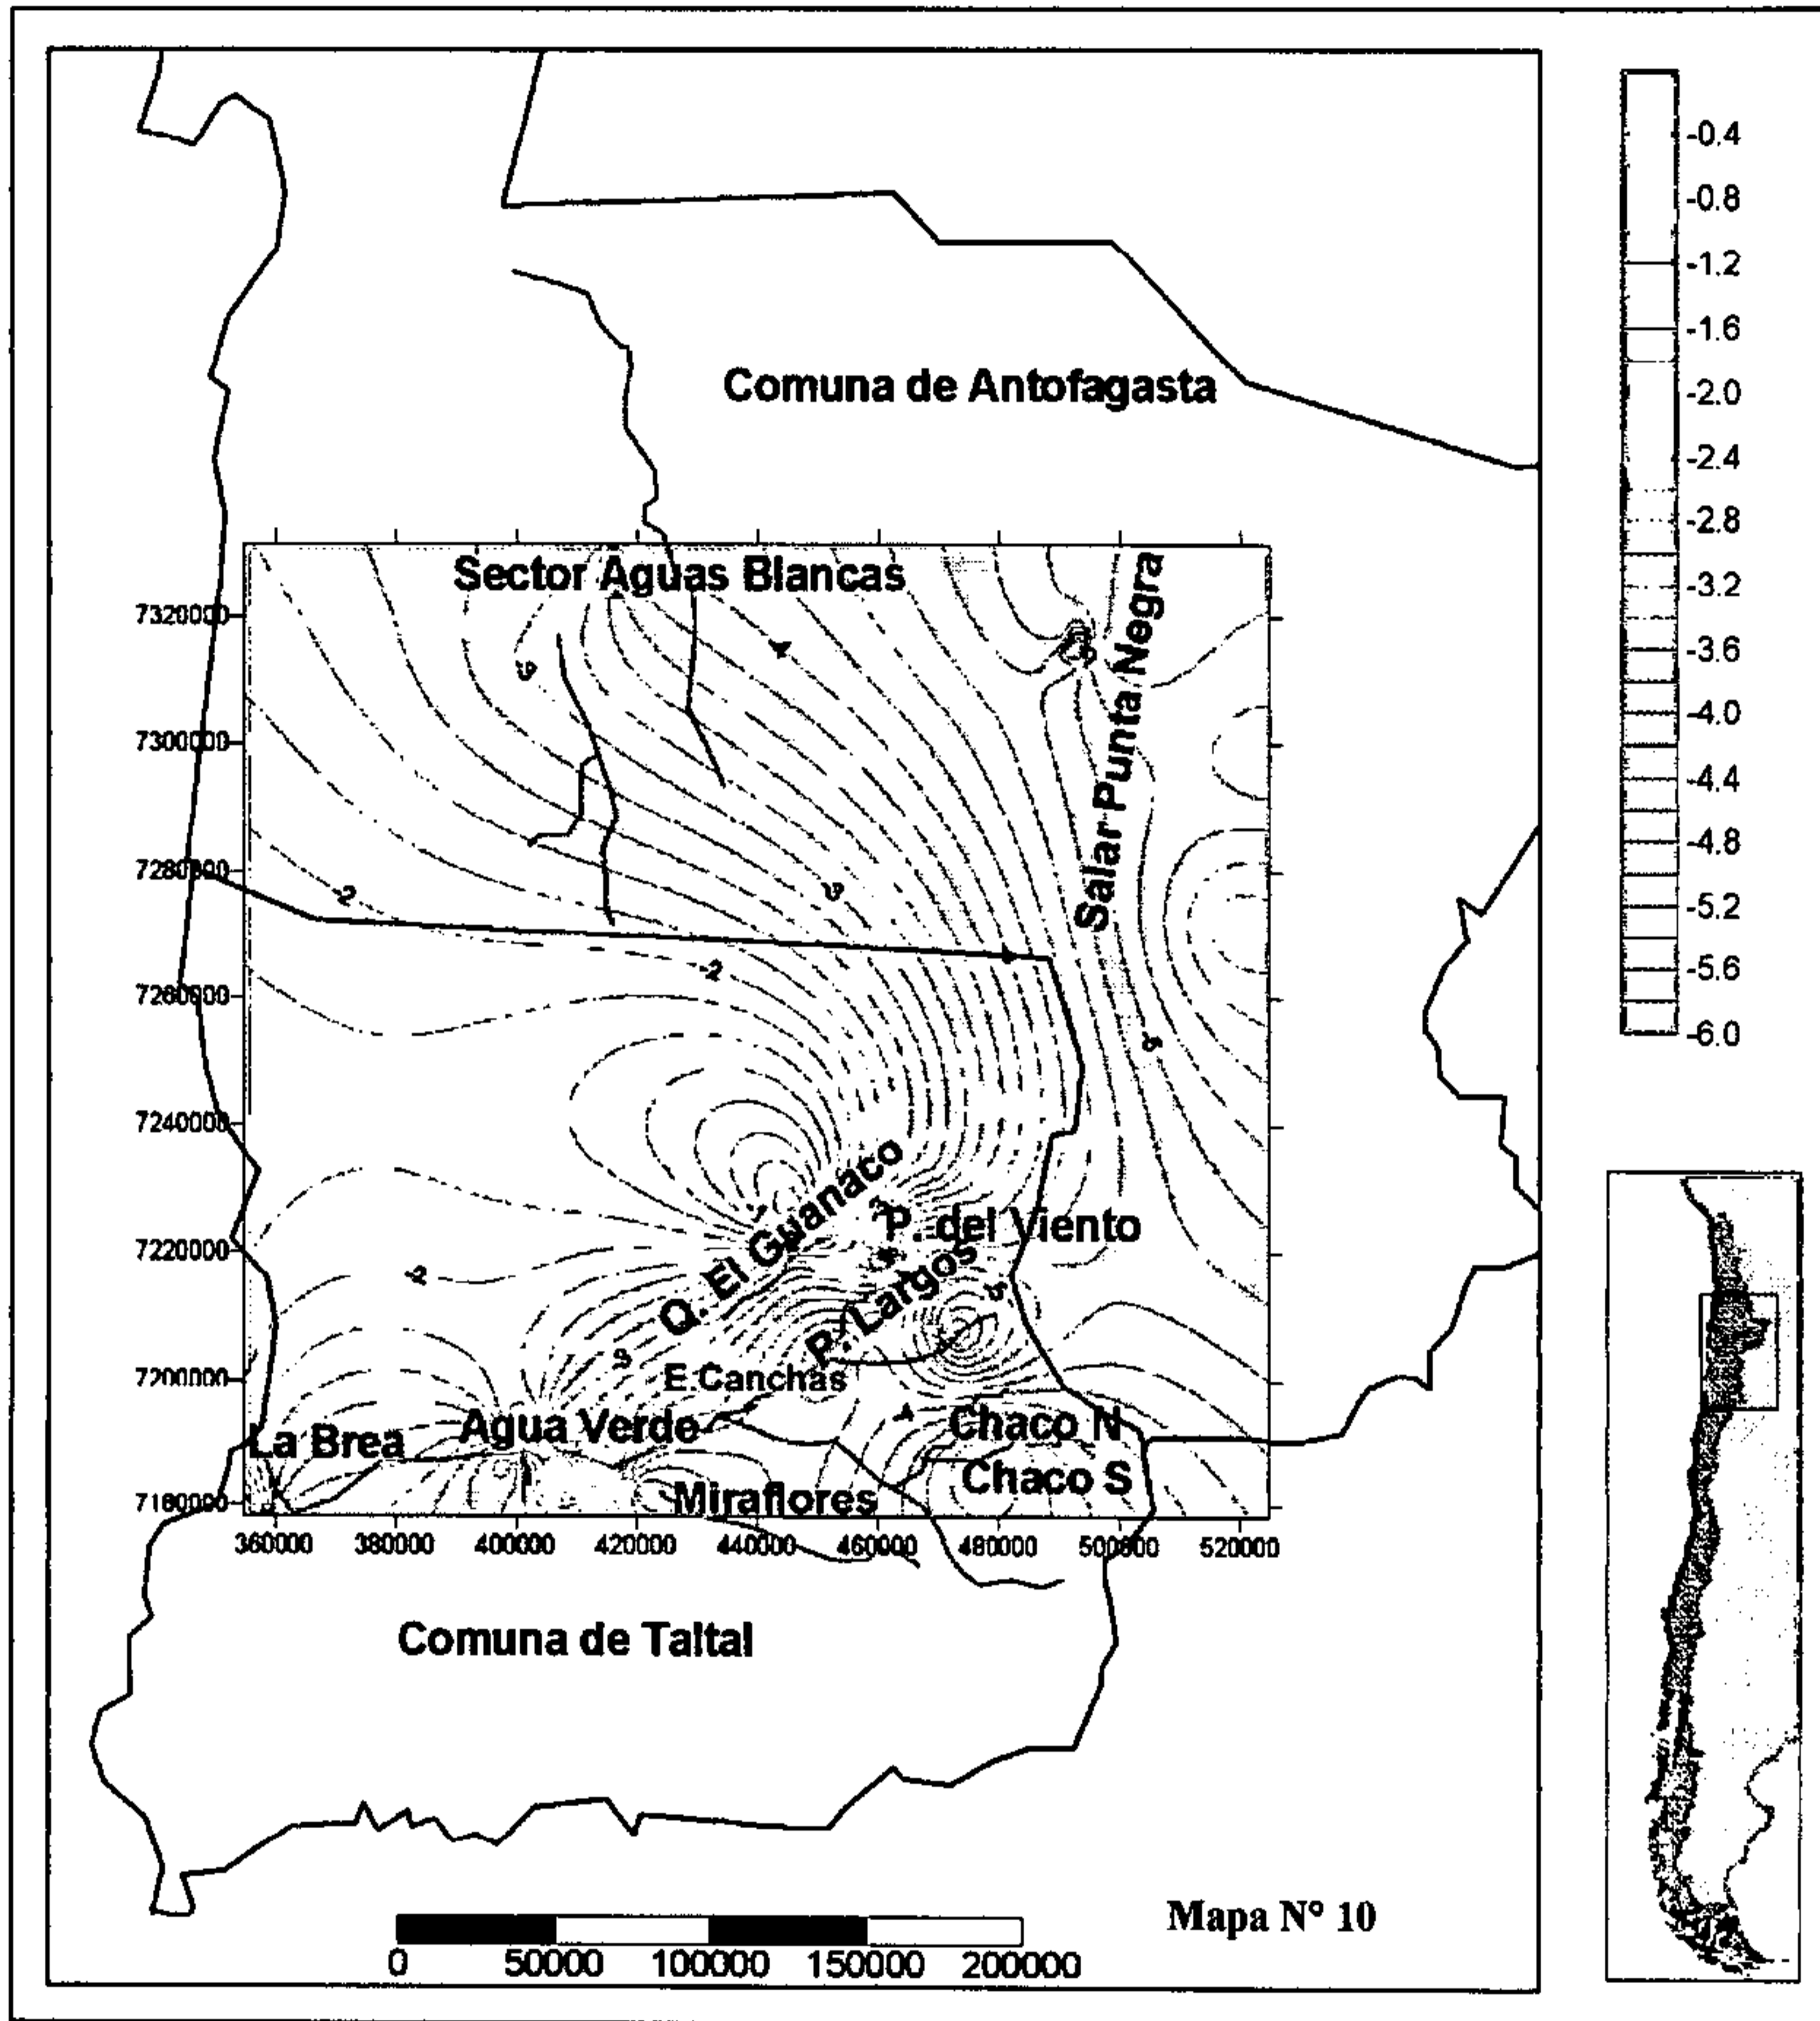 -0.4
-0.8
-1.2
-1.6
-2.0
-2.4
-2.8
-3.2
-3.6
-4.0
-4.4
-4.8
-5.2
-5.6
-6.0
Comuna de Antofagasta
Sector Aguas Blancas
Salar Punta Negra
7320000
7300000
7280000
7260000
7240000
7220000
7200000
7180000
-2
-2
-2
Q. El Guanaco
P. del Viento
P. Largos
E Canchas
Agua Verde
La Brea
Chaco N
Chaco S
Miraflores
360000 380000 400000 420000 440000 460000 480000 500000 520000
Comuna de Taltal
Mapa N° 10
0 50000 100000 150000 200000